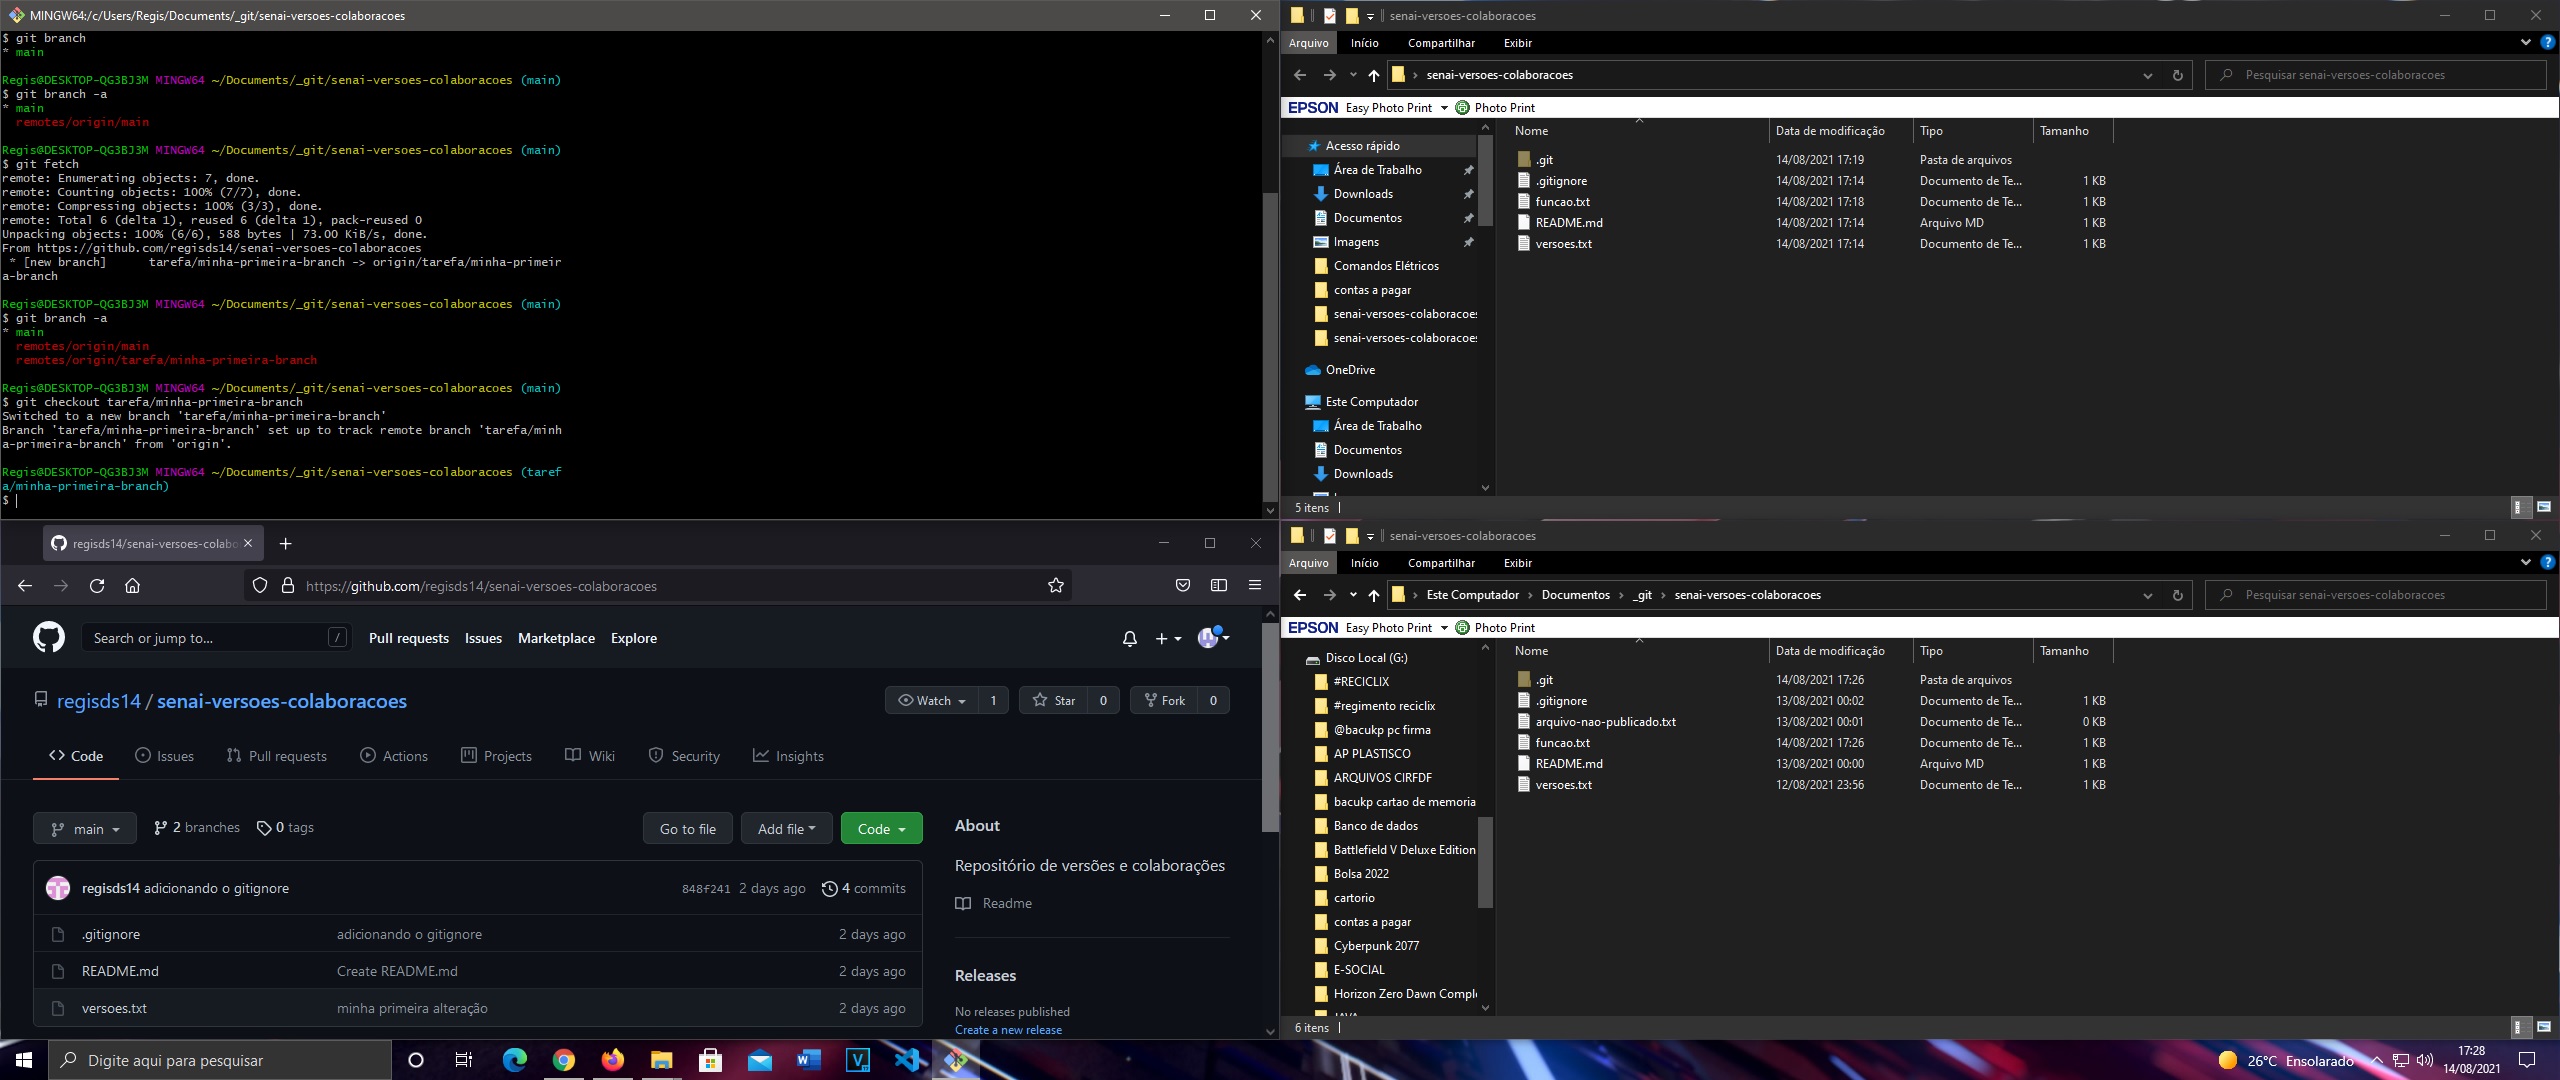 MINGW64:/c/Users/Regis/Documents/_git/senai-versoes-colaboracoes
$ git branch
* main
Regis@DESKTOP-QG3BJ3M MINGW64 ~/Documents/_git/senai-versoes-colaboracoes (main)
$ git branch -a
* main
remotes/origin/main
Regis@DESKTOP-QG3BJ3M MINGW64 ~/Documents/_git/senai-versoes-colaboracoes (main)
$ git fetch
remote: Enumerating objects: 7, done.
remote: Counting objects: 100% (7/7), done.
remote: Compressing objects: 100% (3/3), done.
remote: Total 6 (delta 1), reused 6 (delta 1), pack-reused 0
Unpacking objects: 100% (6/6), 588 bytes | 73.00 KiB/s, done.
From https://github.com/regisds14/senai-versoes-colaboracoes
* [new branch]      tarefa/minha-primeira-branch -> origin/tarefa/minha-primeir
a-branch
Regis@DESKTOP-QG3BJ3M MINGW64 ~/Documents/_git/senai-versoes-colaboracoes (main)
$ git branch -a
* main
remotes/origin/main
remotes/origin/tarefa/minha-primeira-branch
Regis@DESKTOP-QG3BJ3M MINGW64 ~/Documents/_git/senai-versoes-colaboracoes (main)
$ git checkout tarefa/minha-primeira-branch
Switched to a new branch 'tarefa/minha-primeira-branch'
Branch 'tarefa/minha-primeira-branch' set up to track remote branch 'tarefa/minh
a-primeira-branch' from 'origin'.
Regis@DESKTOP-QG3BJ3M MINGW64 ~/Documents/_git/senai-versoes-colaboracoes (taref
a/minha-primeira-branch)
$
senai-versoes-colaboracoes
Arquivo Início Compartilhar Exibir
senai-versoes-colaboracoes Pesquisar senai-versoes-colaboracoes
EPSON Easy Photo Print Photo Print
Nome Data de modificação Tipo Tamanho
.git 14/08/2021 17:19 Pasta de arquivos
.gitignore 14/08/2021 17:14 Documento de Te... 1 KB
funcao.txt 14/08/2021 17:18 Documento de Te... 1 KB
README.md 14/08/2021 17:14 Arquivo MD 1 KB
versoes.txt 14/08/2021 17:14 Documento de Te... 1 KB
Acesso rápido
Área de Trabalho
Downloads
Documentos
Imagens
Comandos Elétricos
contas a pagar
senai-versoes-colaboracoes
senai-versoes-colaboracoes
OneDrive
Este Computador
Área de Trabalho
Documentos
Downloads
5 itens
regisds14/senai-versoes-colabo
https://github.com/regisds14/senai-versoes-colaboracoes
Search or jump to... / Pull requests Issues Marketplace Explore
regisds14 / senai-versoes-colaboracoes Watch 1 Star 0 Fork 0
Code Issues Pull requests Actions Projects Wiki Security Insights
main 2 branches 0 tags Go to file Add file Code
regisds14 adicionando o gitignore 848f241 2 days ago 4 commits
.gitignore adicionando o gitignore 2 days ago
README.md Create README.md 2 days ago
versoes.txt minha primeira alteração 2 days ago
About
Repositório de versões e colaborações
Readme
Releases
No releases published
Create a new release
senai-versoes-colaboracoes
Arquivo Início Compartilhar Exibir
Este Computador Documentos _git senai-versoes-colaboracoes Pesquisar senai-versoes-colaboracoes
EPSON Easy Photo Print Photo Print
Nome Data de modificação Tipo Tamanho
.git 14/08/2021 17:26 Pasta de arquivos
.gitignore 13/08/2021 00:02 Documento de Te... 1 KB
arquivo-nao-publicado.txt 13/08/2021 00:01 Documento de Te... 0 KB
funcao.txt 14/08/2021 17:26 Documento de Te... 1 KB
README.md 13/08/2021 00:00 Arquivo MD 1 KB
versoes.txt 12/08/2021 23:56 Documento de Te... 1 KB
Disco Local (G:)
#RECICLIX
#regimento reciclix
@bacukp pc firma
AP PLASTISCO
ARQUIVOS CIRFDF
bacukp cartao de memoria
Banco de dados
Battlefield V Deluxe Edition
Bolsa 2022
cartorio
contas a pagar
Cyberpunk 2077
E-SOCIAL
Horizon Zero Dawn Comple
JAVA
6 itens
Digite aqui para pesquisar
26°C Ensolarado
17:28
14/08/2021